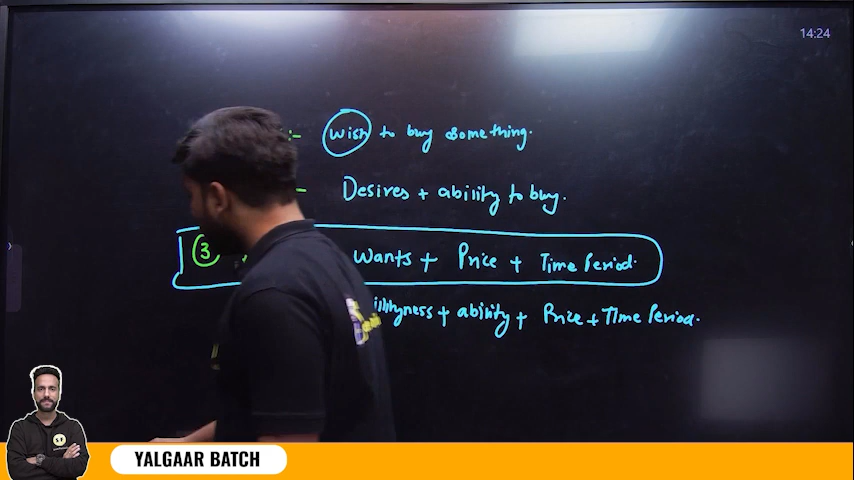 14:24
:- Wish to buy something.
- Desires + ability to buy.
3 Wants + Price + Time Period.
+ ability + Price + Time Period.
YALGAAR BATCH